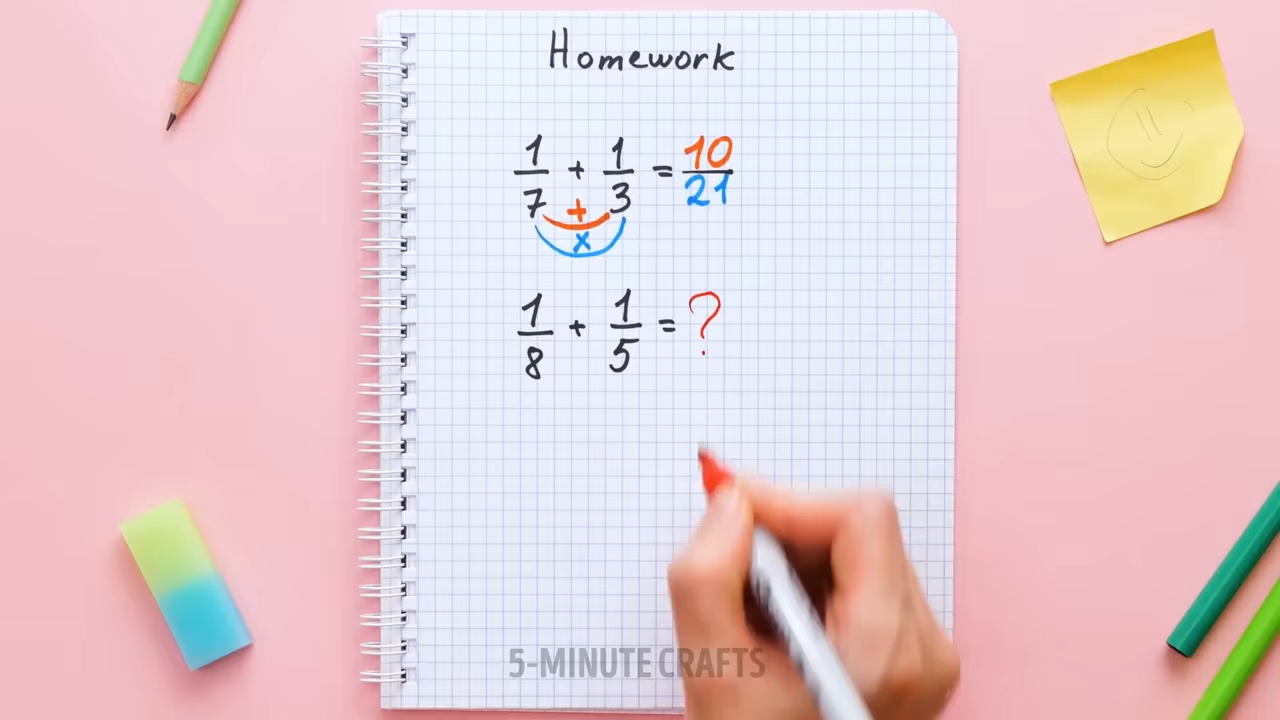 Homework
1/7 + 1/3 = 10/21
+
x
1/8 + 1/5 = ?
5-MINUTE CRAFTS